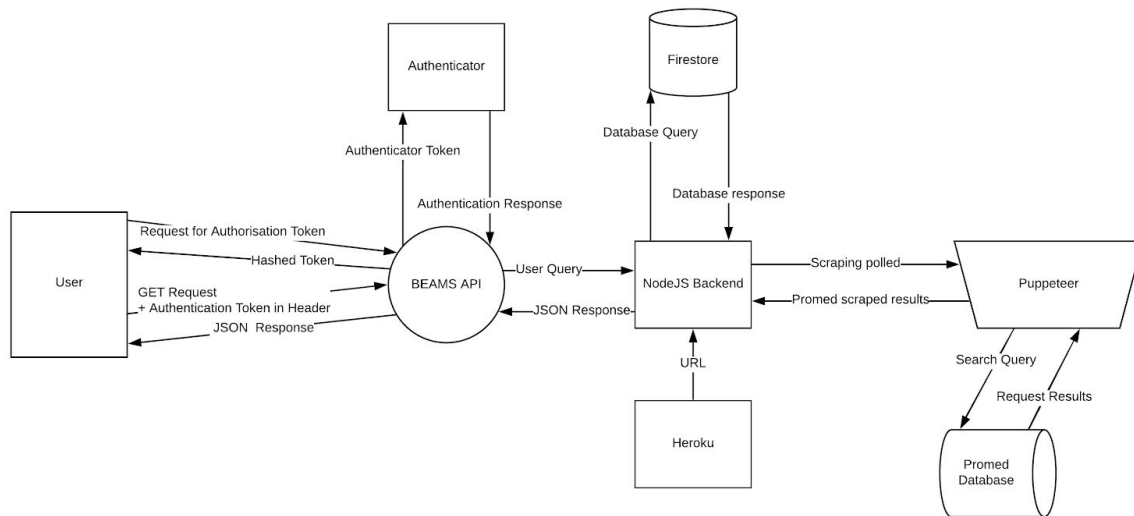 Authenticator
Firestore
Authenticator Token
Database Query
Authentication Response
Database response
User
Request for Authorisation Token
Hashed Token
GET Request
+ Authentication Token in Header
JSON Response
BEAMS API
User Query
JSON Response
NodeJS Backend
Scraping polled
Promed scraped results
Puppeteer
URL
Heroku
Search Query
Request Results
Promed
Database